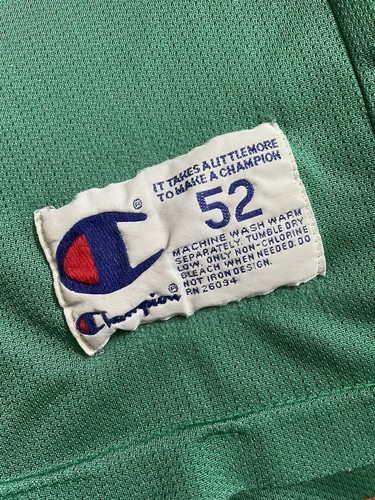 IT TAKES A LITTLE MORE
TO MAKE A CHAMPION
52
MACHINE WASH WARM
SEPARATELY. TUMBLE DRY
LOW. ONLY NON-CHLORINE
BLEACH WHEN NEEDED. DO
NOT IRON DESIGN.
RN 26094
®
Champion®